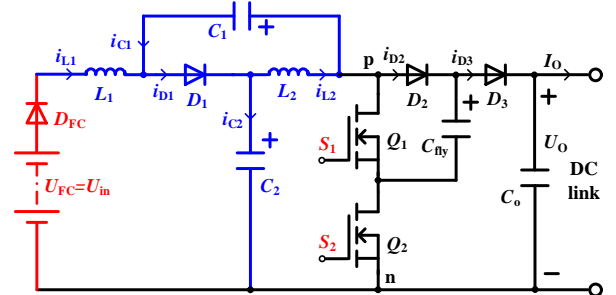 C1
iC1
iL1
L1
iD1
D1
L2
iL2
p
iD2
D2
iD3
D3
IO
DFC
iC2
C2
S1
Q1
Cfly
UO
DC
link
Co
UFC=Uin
S2
Q2
n